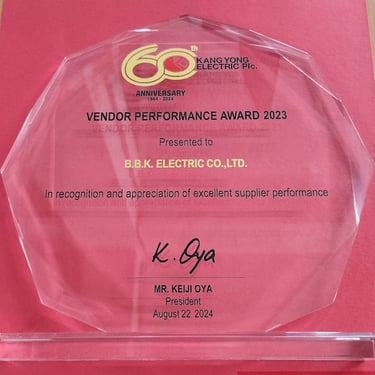 60th
KANG YONG
ELECTRIC Plc.
ANNIVERSARY
1964 - 2024
VENDOR PERFORMANCE AWARD 2023
Presented to
B.B.K. ELECTRIC CO.,LTD.
In recognition and appreciation of excellent supplier performance
K. Oya
MR. KEIJI OYA
President
August 22, 2024